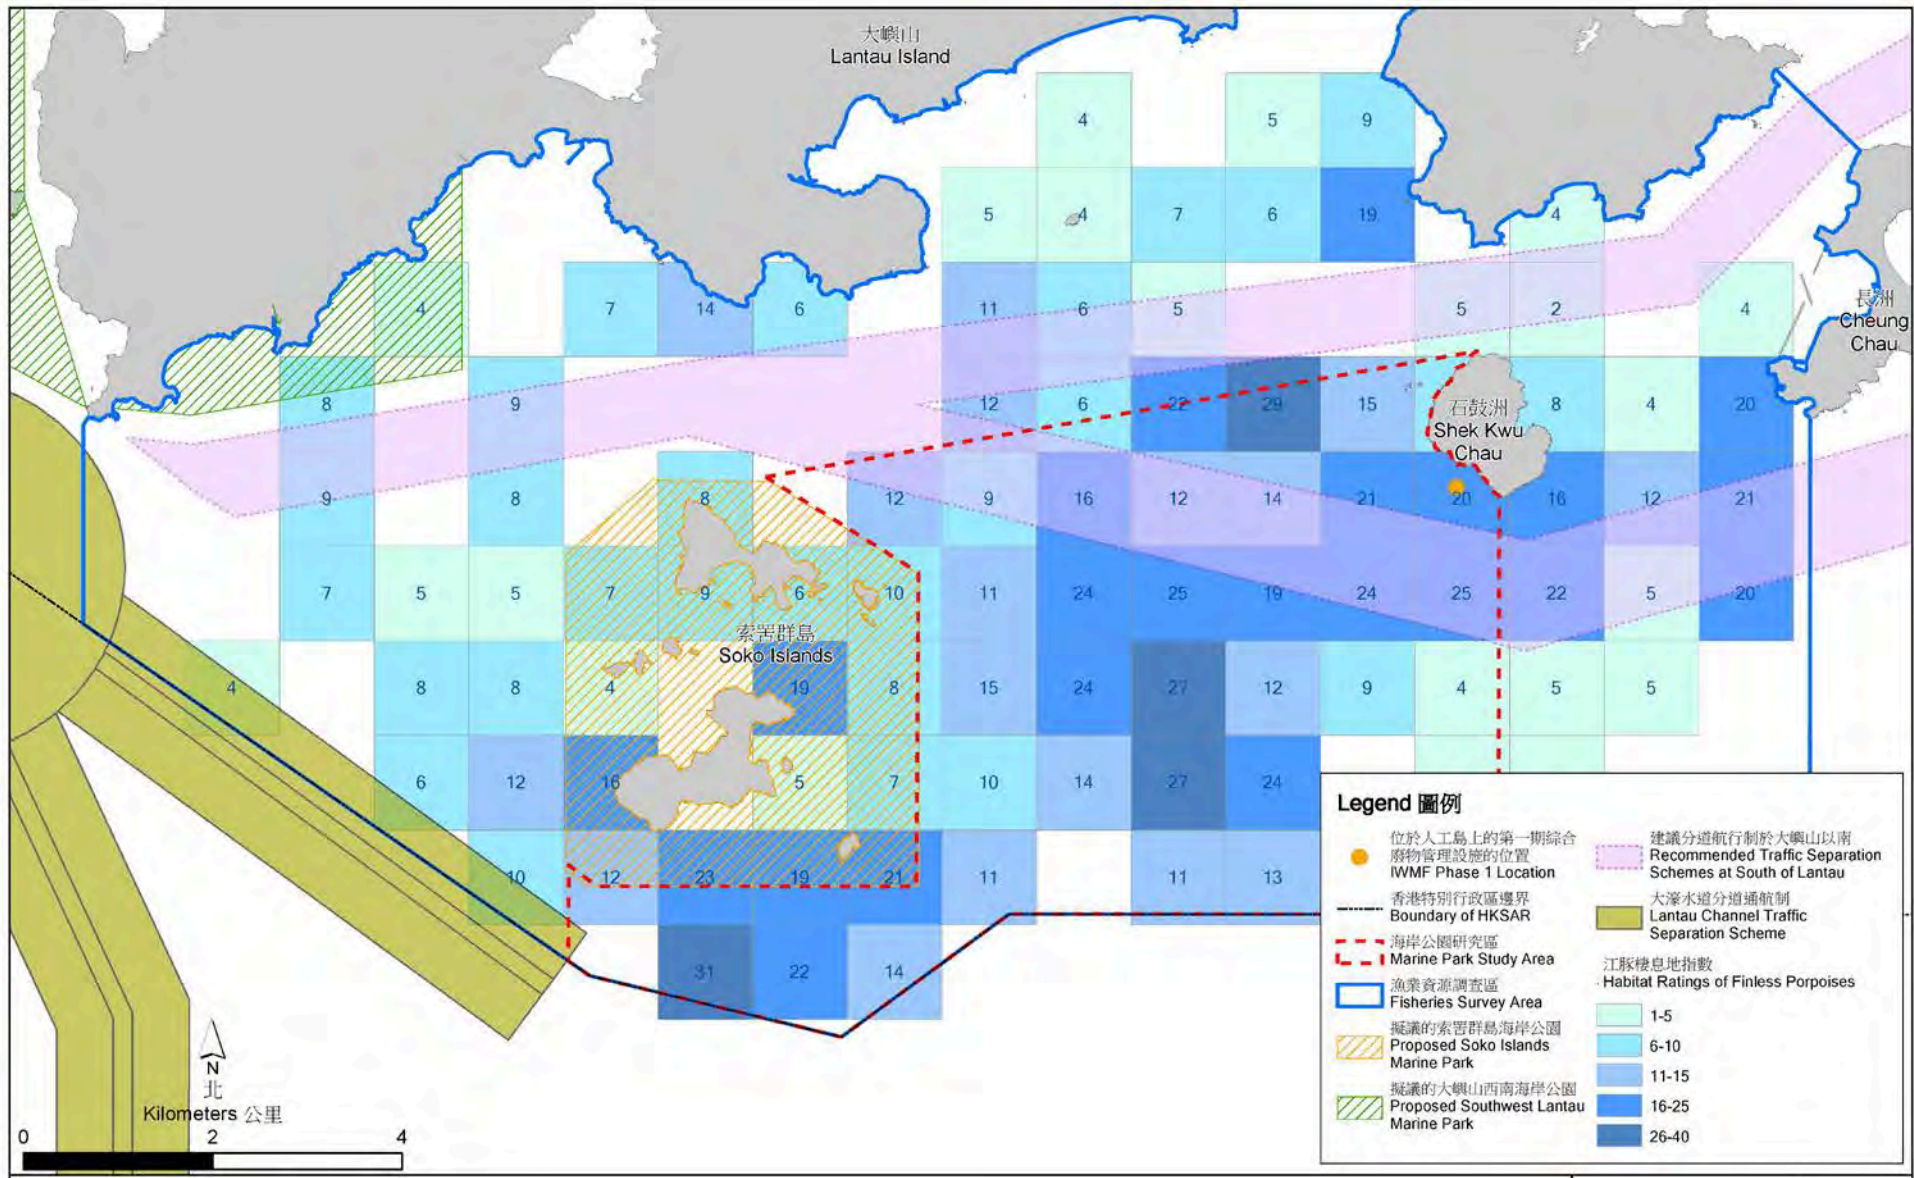 大嶼山
Lantau Island
4 5 9
5 4 7 6 19 4
4 7 14 6 11 6 5 5 2 4
長洲
Cheung
Chau
8 9 12 6 22 29 15 8 4 20
石鼓洲
Shek Kwu
Chau
9 8 8 12 9 16 12 14 21 20 16 12 21
7 5 5 7 9 6 10 11 24 25 19 24 25 22 5 20
索罟群島
Soko Islands
4 8 8 4 19 8 15 24 27 12 9 4 5 5
6 12 16 5 7 10 14 27 24
10 12 23 19 21 11 11 13
31 22 14
N
北
Kilometers 公里
0 2 4
Legend 圖例
位於人工島上的第一期綜合
廢物管理設施的位置
IWMF Phase 1 Location
香港特別行政區邊界
Boundary of HKSAR
海岸公園研究區
Marine Park Study Area
漁業資源調查區
Fisheries Survey Area
擬議的索罟群島海岸公園
Proposed Soko Islands
Marine Park
擬議的大嶼山西南海岸公園
Proposed Southwest Lantau
Marine Park
建議分道航行制於大嶼山以南
Recommended Traffic Separation
Schemes at South of Lantau
大濠水道分道通航制
Lantau Channel Traffic
Separation Scheme
江豚棲息地指數
Habitat Ratings of Finless Porpoises
1-5
6-10
11-15
16-25
26-40